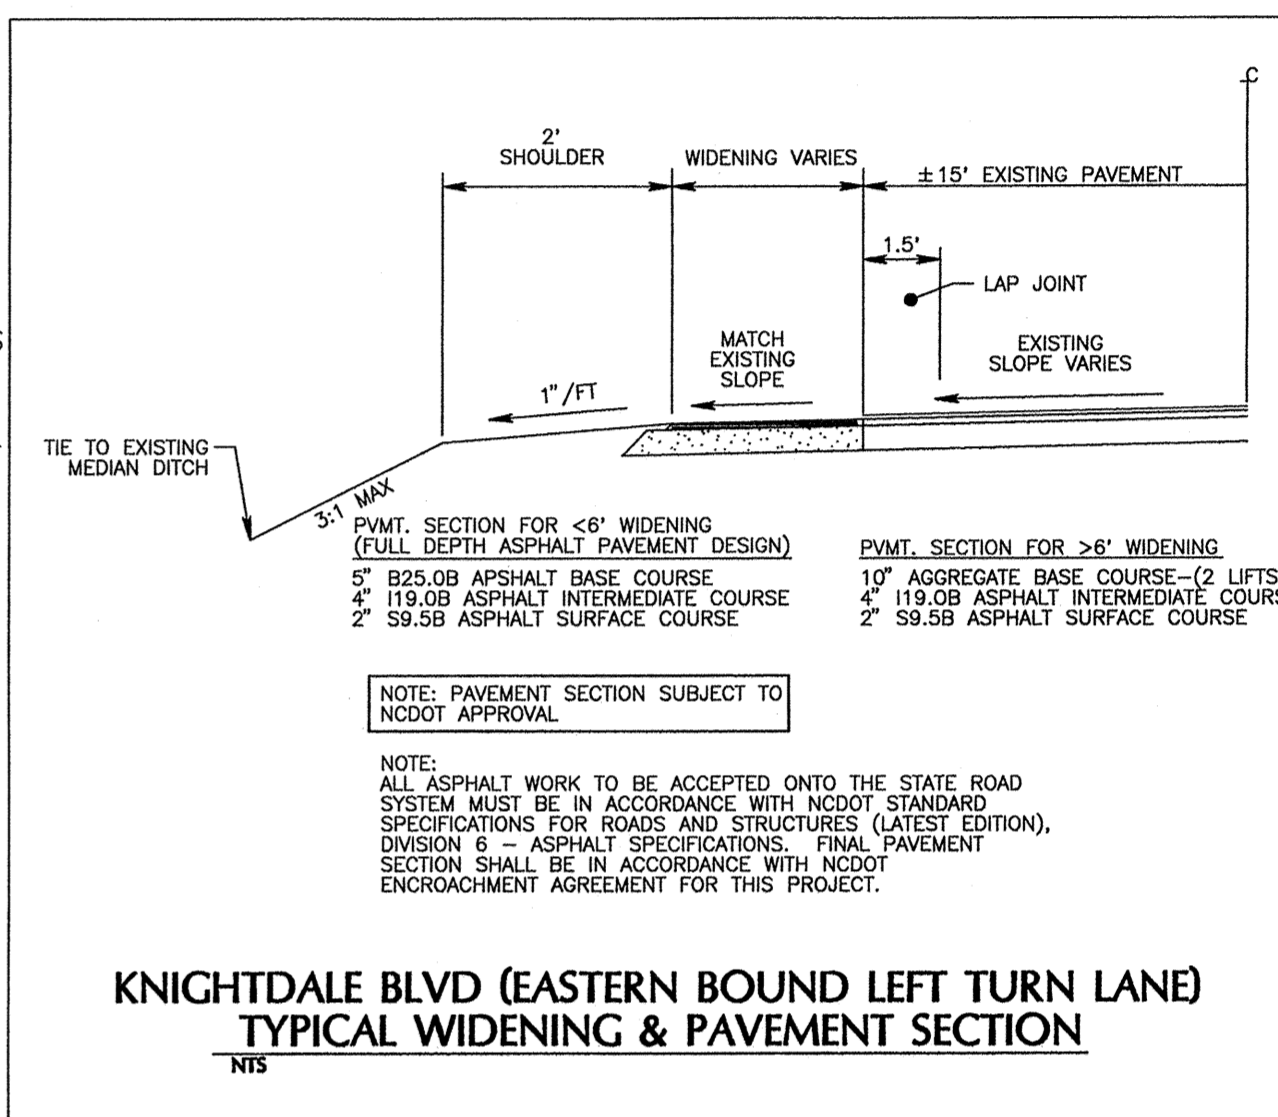 C
2'
SHOULDER
WIDENING VARIES
±15' EXISTING PAVEMENT
1.5'
LAP JOINT
MATCH
EXISTING
SLOPE
EXISTING
SLOPE VARIES
1"/FT
TIE TO EXISTING
MEDIAN DITCH
3:1 MAX
PVMT. SECTION FOR <6' WIDENING
(FULL DEPTH ASPHALT PAVEMENT DESIGN)
5" B25.0B APSHALT BASE COURSE
4" I19.0B ASPHALT INTERMEDIATE COURSE
2" S9.5B ASPHALT SURFACE COURSE
PVMT. SECTION FOR >6' WIDENING
10" AGGREGATE BASE COURSE-(2 LIFTS
4" I19.0B ASPHALT INTERMEDIATE COURS
2" S9.5B ASPHALT SURFACE COURSE
NOTE: PAVEMENT SECTION SUBJECT TO
NCDOT APPROVAL
NOTE:
ALL ASPHALT WORK TO BE ACCEPTED ONTO THE STATE ROAD
SYSTEM MUST BE IN ACCORDANCE WITH NCDOT STANDARD
SPECIFICATIONS FOR ROADS AND STRUCTURES (LATEST EDITION),
DIVISION 6 – ASPHALT SPECIFICATIONS. FINAL PAVEMENT
SECTION SHALL BE IN ACCORDANCE WITH NCDOT
ENCROACHMENT AGREEMENT FOR THIS PROJECT.
KNIGHTDALE BLVD (EASTERN BOUND LEFT TURN LANE)
TYPICAL WIDENING & PAVEMENT SECTION
NTS